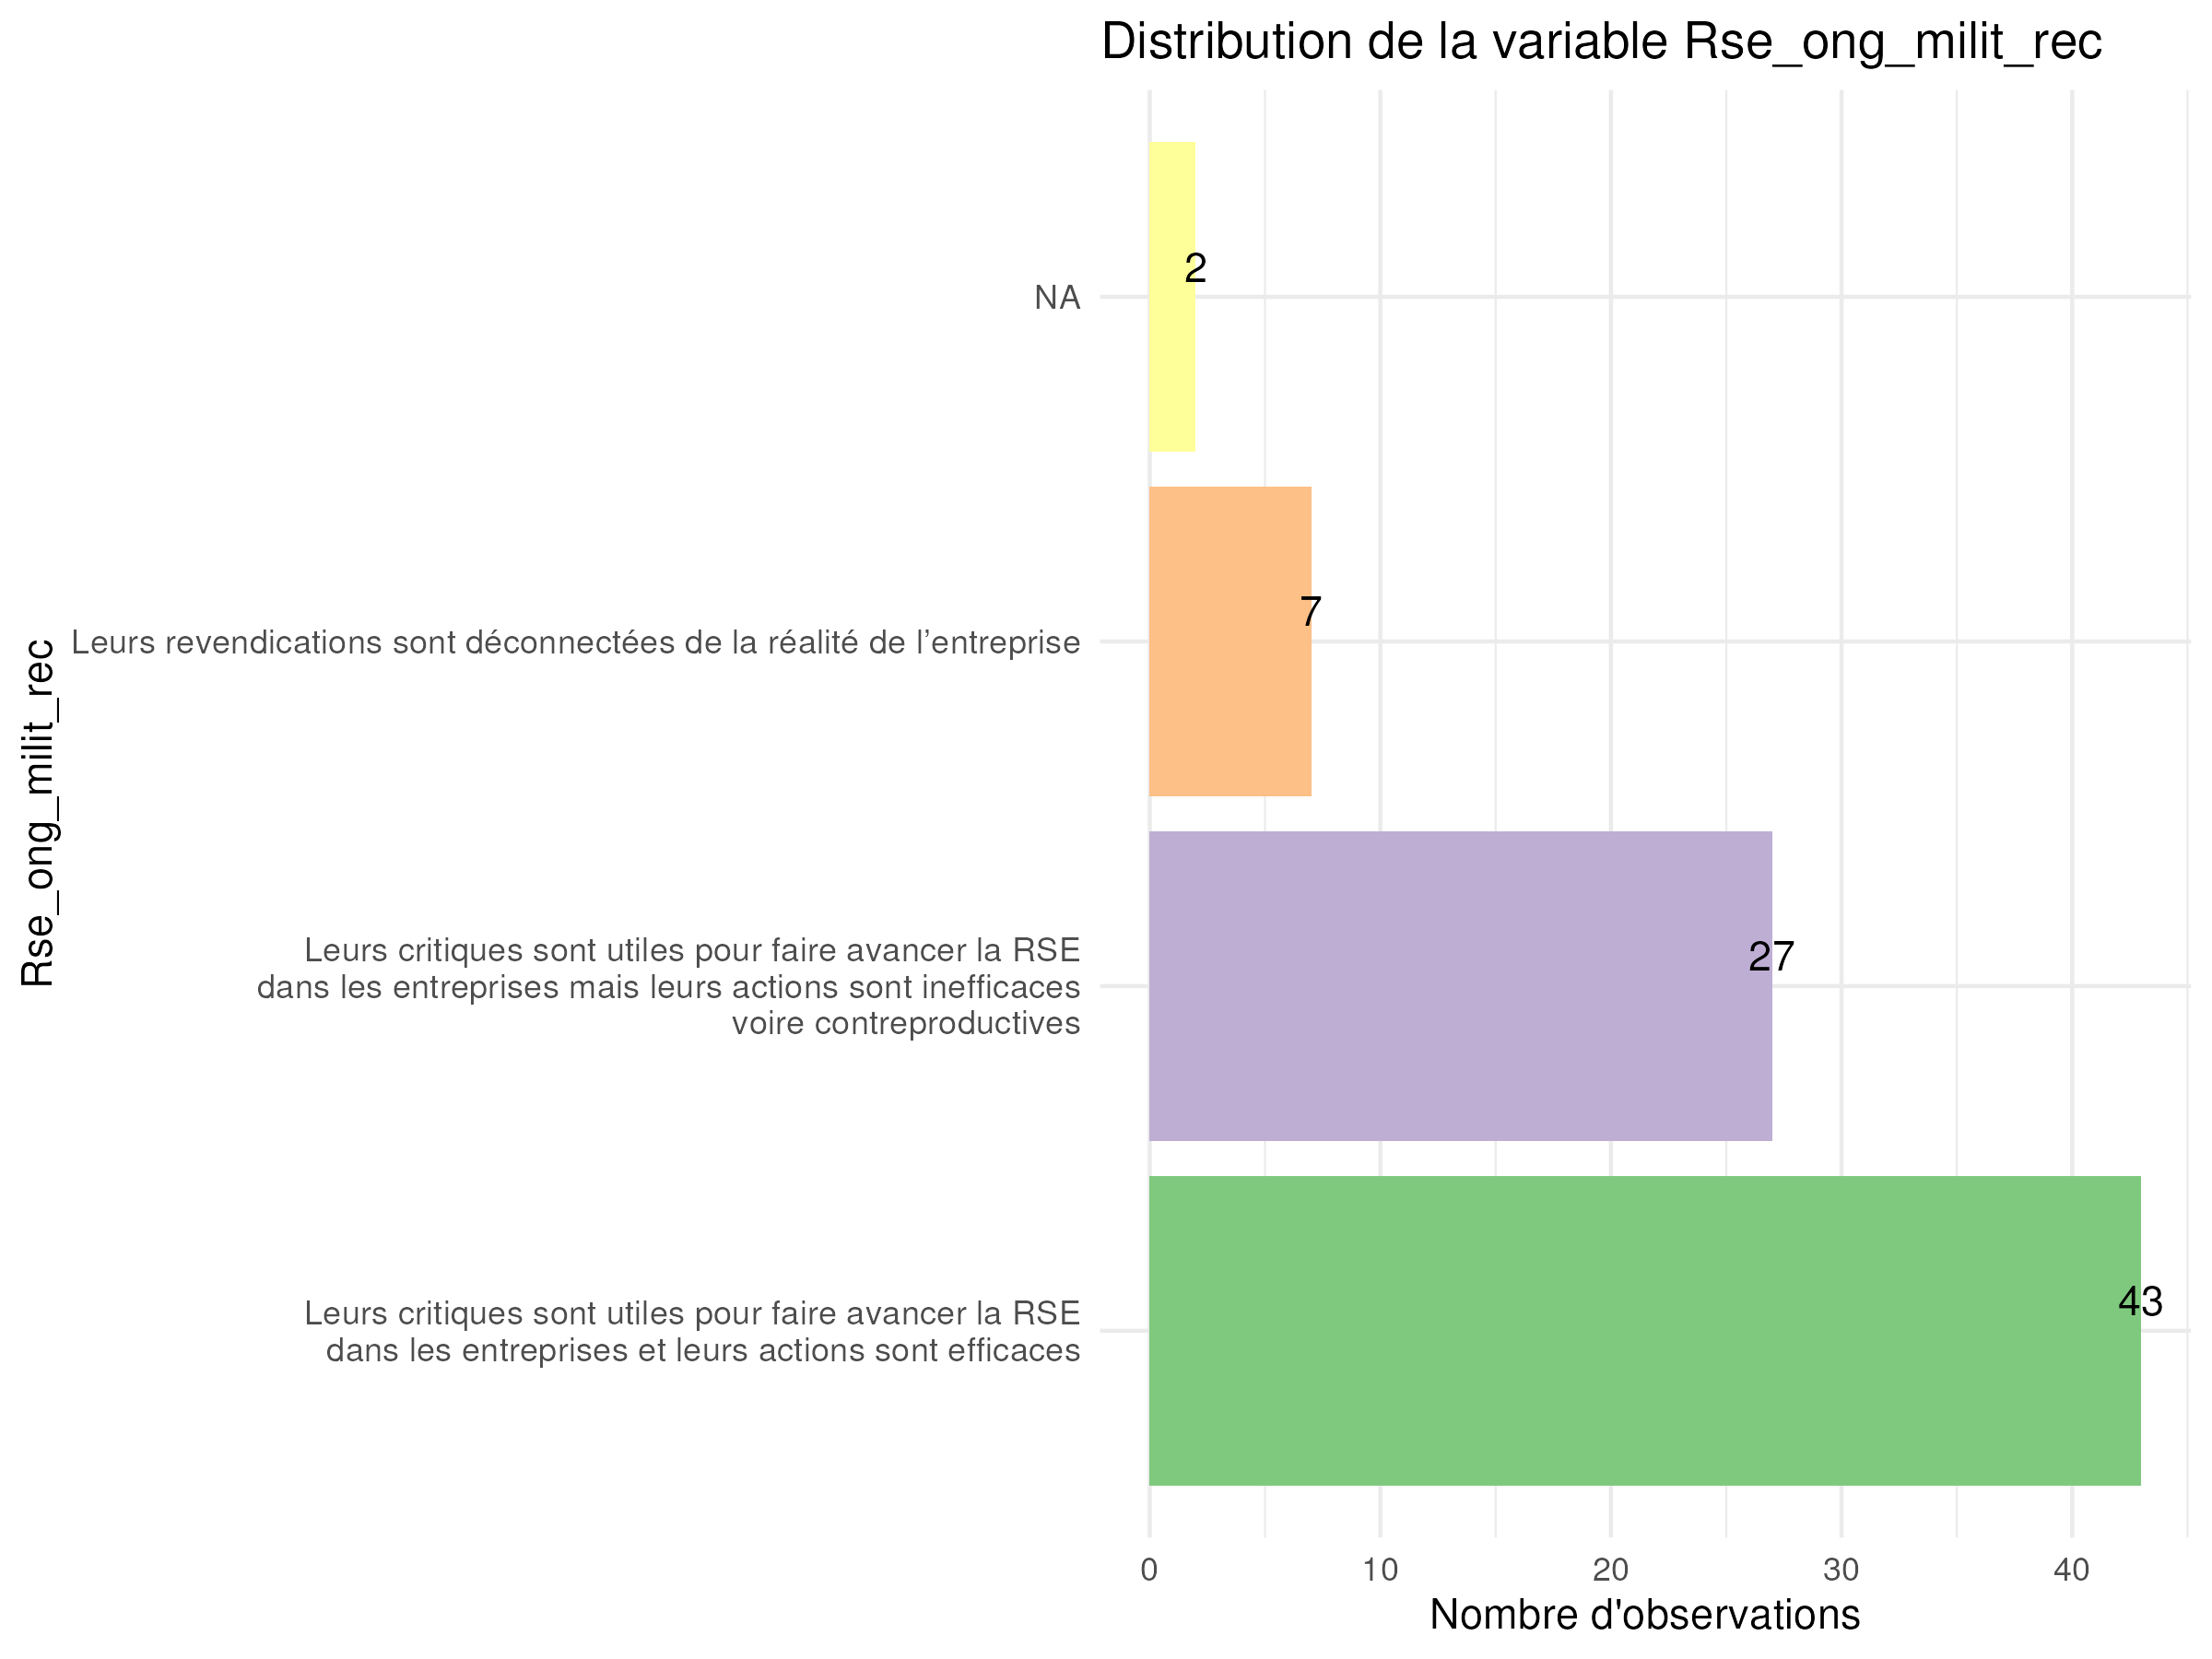 Distribution de la variable Rse_ong_milit_rec
Rse_ong_milit_rec
NA
2
Leurs revendications sont déconnectées de la réalité de l’entreprise
7
Leurs critiques sont utiles pour faire avancer la RSE
dans les entreprises mais leurs actions sont inefficaces
voire contreproductives
27
Leurs critiques sont utiles pour faire avancer la RSE
dans les entreprises et leurs actions sont efficaces
43
0 10 20 30 40
Nombre d'observations